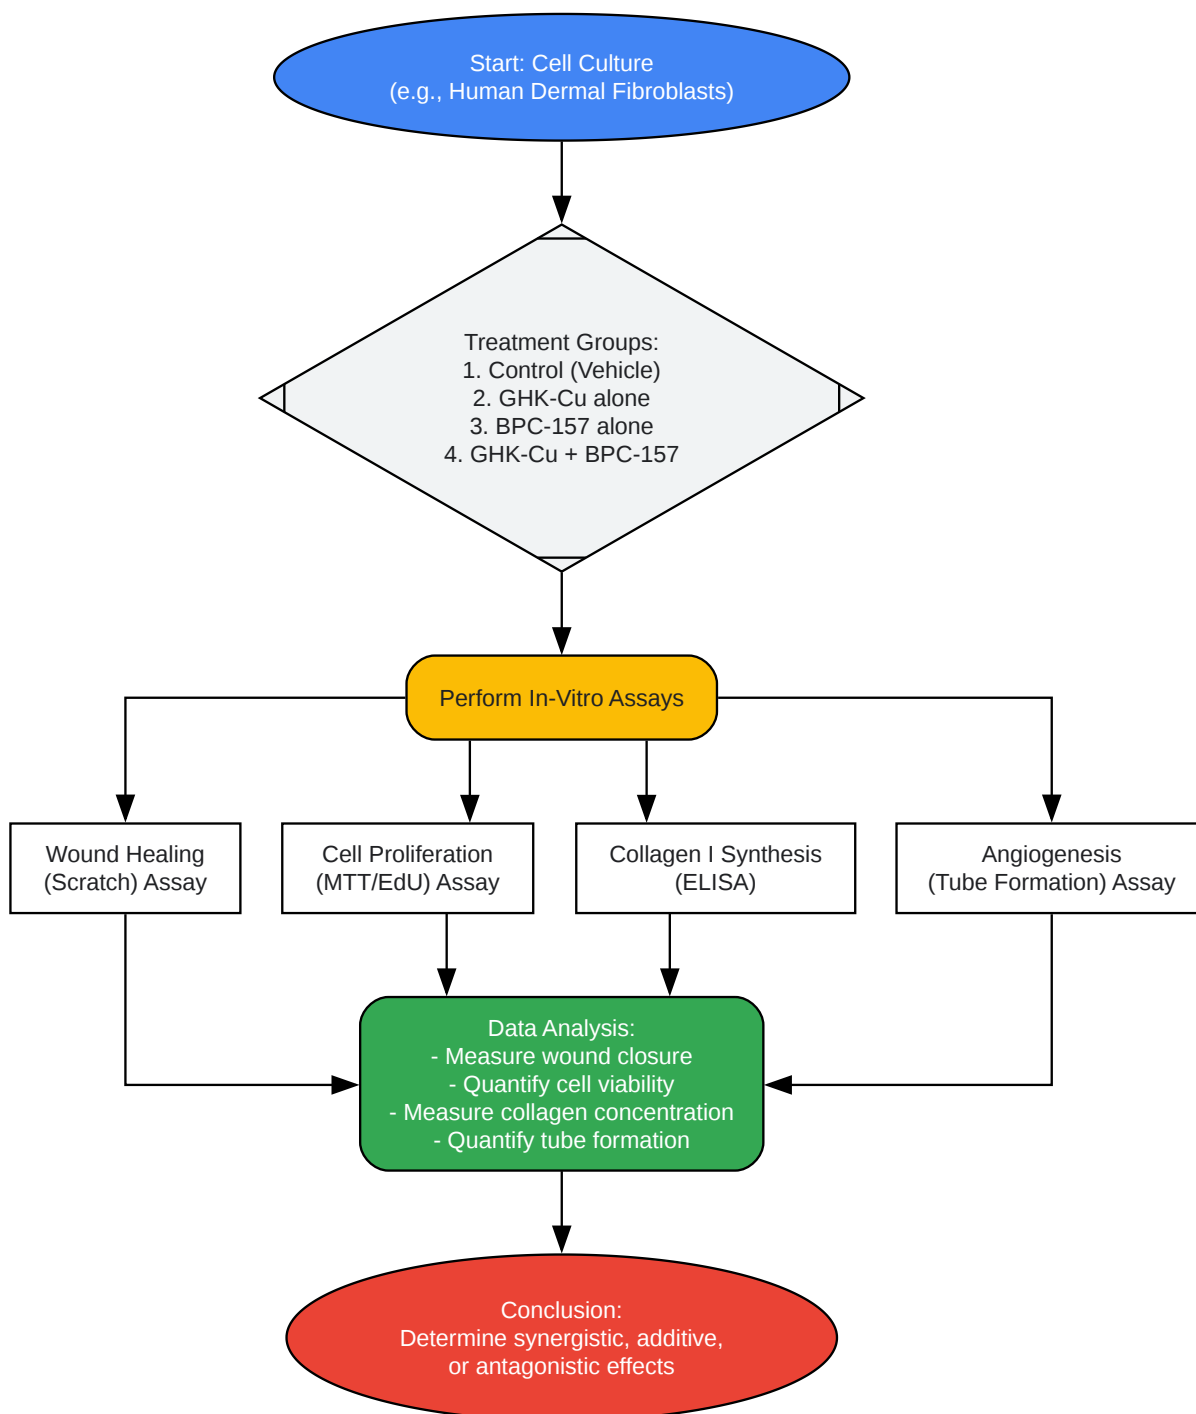 Start: Cell Culture
(e.g., Human Dermal Fibroblasts)
Treatment Groups:
1. Control (Vehicle)
2. GHK-Cu alone
3. BPC-157 alone
4. GHK-Cu + BPC-157
Perform In-Vitro Assays
Wound Healing
(Scratch) Assay
Cell Proliferation
(MTT/EdU) Assay
Collagen I Synthesis
(ELISA)
Angiogenesis
(Tube Formation) Assay
Data Analysis:
- Measure wound closure
- Quantify cell viability
- Measure collagen concentration
- Quantify tube formation
Conclusion:
Determine synergistic, additive,
or antagonistic effects